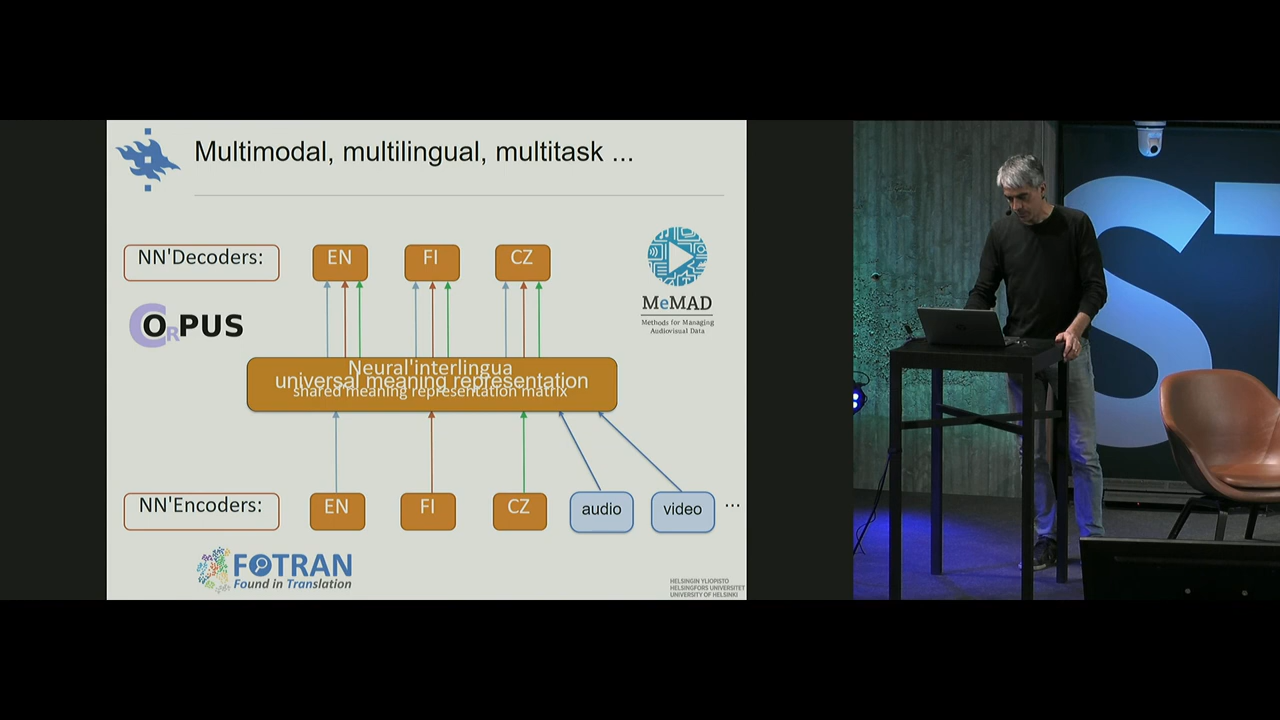 Multimodal, multilingual, multitask ...
NN'Decoders:
EN
FI
CZ
CORPUS
MeMAD
Methods for Managing
Audiovisual Data
Neural'interlingua
universal meaning representation
shared meaning representation matrix
NN'Encoders:
EN
FI
CZ
audio
video
...
FOTRAN
Found in Translation
HELSINGIN YLIOPISTO
HELSINGFORS UNIVERSITET
UNIVERSITY OF HELSINKI
ST